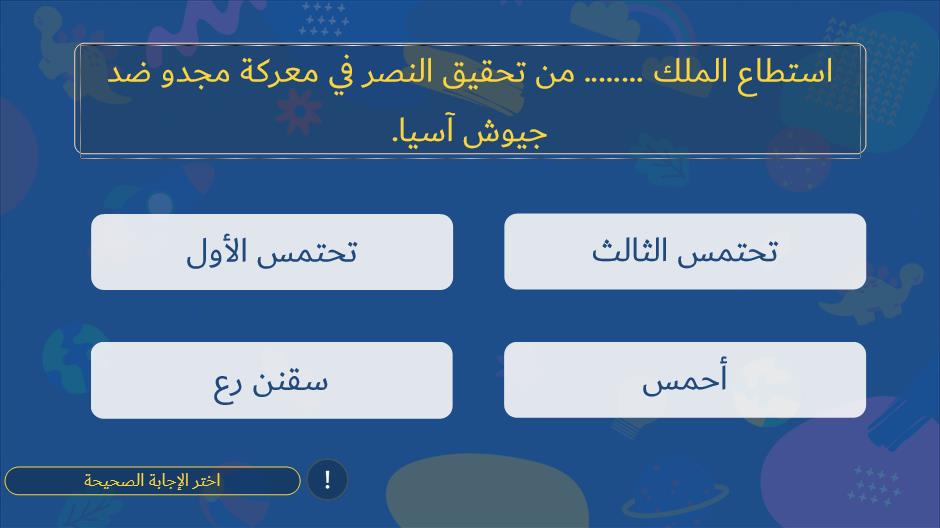 استطاع الملك ........ من تحقيق النصر في معركة مجدو ضد
جيوش آسيا.
تحتمس الثالث
تحتمس الأول
أحمس
سقنن رع
اختر الإجابة الصحيحة
!